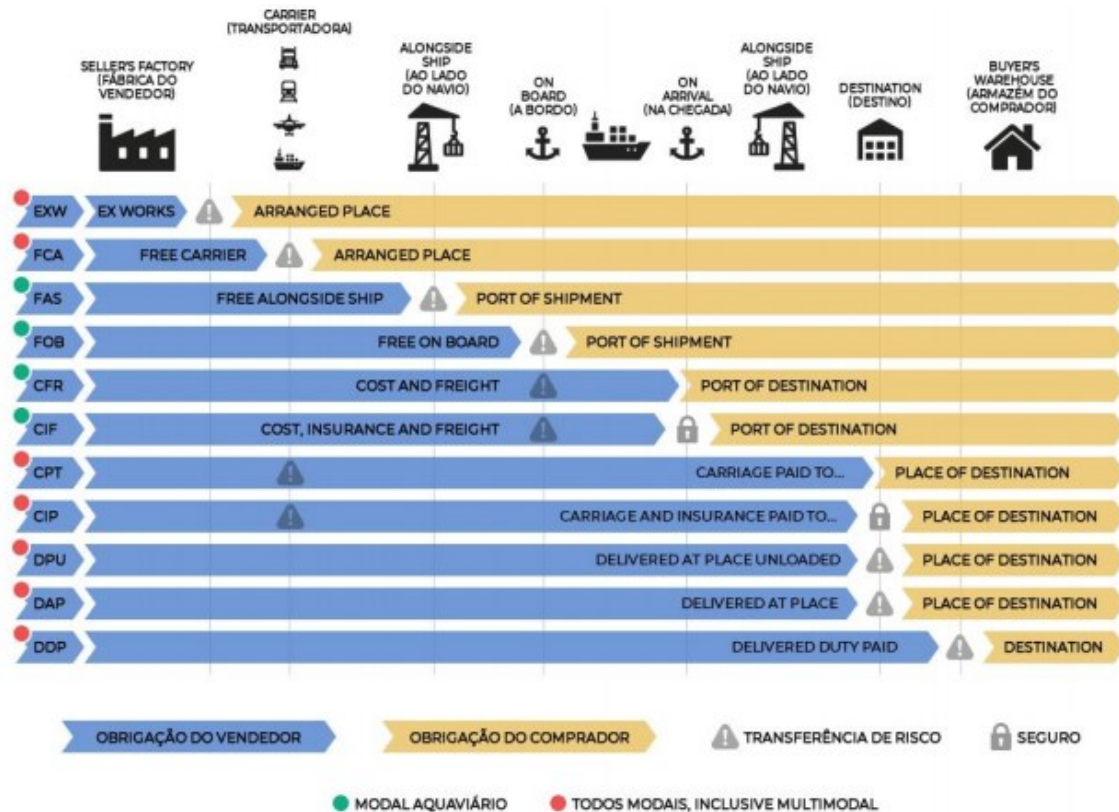 CARRIER
(TRANSPORTADORA)
SELLER'S FACTORY
(FÁBRICA DO
VENDEDOR)
ALONGSIDE
SHIP
(AO LADO
DO NAVIO)
ON
BOARD
(A BORDO)
ON
ARRIVAL
(NA CHEGADA)
ALONGSIDE
SHIP
(AO LADO
DO NAVIO)
DESTINATION
(DESTINO)
BUYER'S
WAREHOUSE
(ARMAZÉM DO
COMPRADOR)
EXW EX WORKS ARRANGED PLACE
FCA FREE CARRIER ARRANGED PLACE
FAS FREE ALONGSIDE SHIP PORT OF SHIPMENT
FOB FREE ON BOARD PORT OF SHIPMENT
CFR COST AND FREIGHT PORT OF DESTINATION
CIF COST, INSURANCE AND FREIGHT PORT OF DESTINATION
CPT CARRIAGE PAID TO... PLACE OF DESTINATION
CIP CARRIAGE AND INSURANCE PAID TO... PLACE OF DESTINATION
DPU DELIVERED AT PLACE UNLOADED PLACE OF DESTINATION
DAP DELIVERED AT PLACE PLACE OF DESTINATION
DDP DELIVERED DUTY PAID DESTINATION
OBRIGAÇÃO DO VENDEDOR OBRIGAÇÃO DO COMPRADOR TRANSFERÊNCIA DE RISCO SEGURO
MODAL AQUAVIÁRIO TODOS MODAIS, INCLUSIVE MULTIMODAL